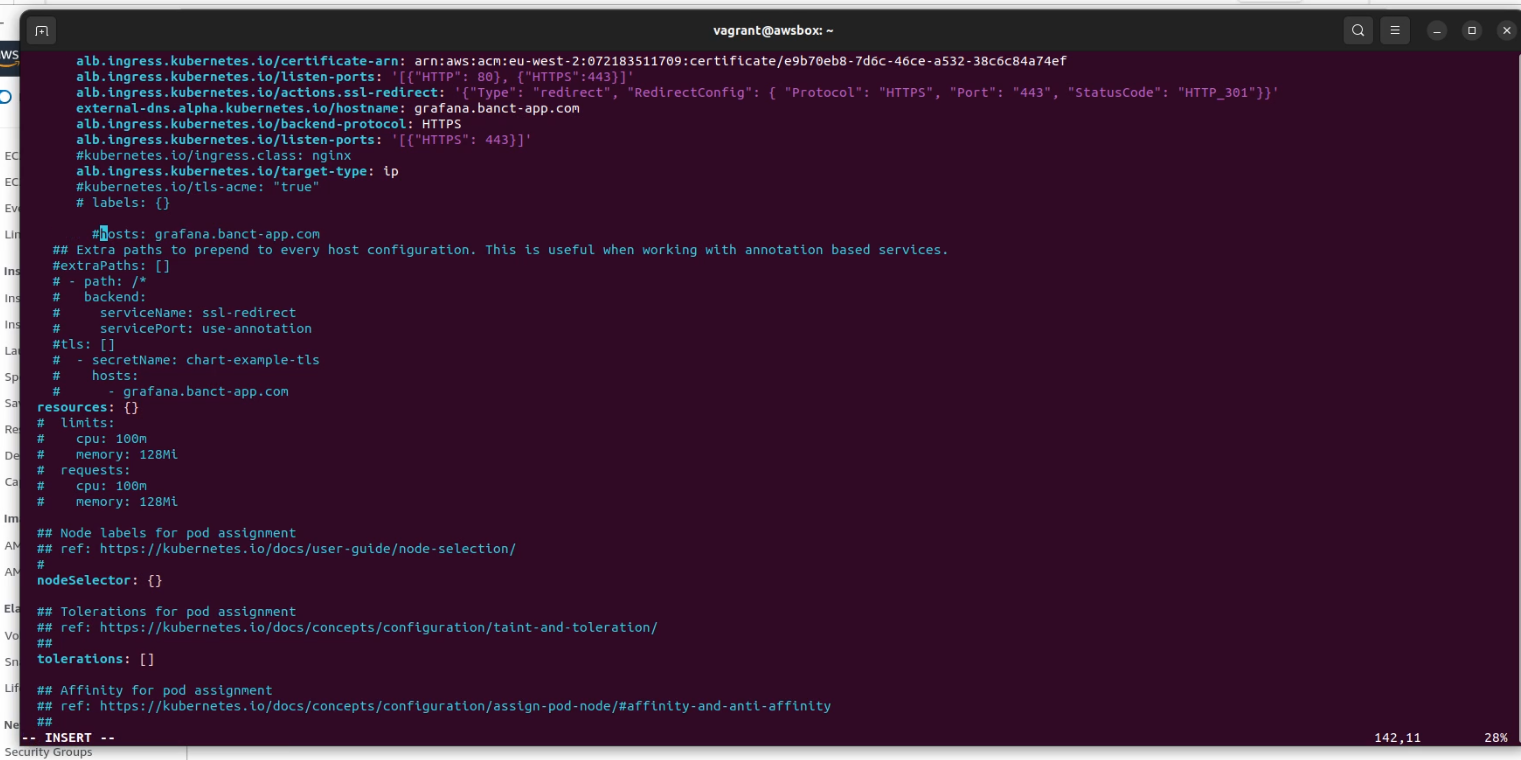 vagrant@awsbox: ~
alb.ingress.kubernetes.io/certificate-arn: arn:aws:acm:eu-west-2:072183511709:certificate/e9b70eb8-7d6c-46ce-a532-38c6c84a74ef
alb.ingress.kubernetes.io/listen-ports: '[{"HTTP": 80}, {"HTTPS":443}]'
alb.ingress.kubernetes.io/actions.ssl-redirect: '{"Type": "redirect", "RedirectConfig": { "Protocol": "HTTPS", "Port": "443", "StatusCode": "HTTP_301"}}'
external-dns.alpha.kubernetes.io/hostname: grafana.banct-app.com
alb.ingress.kubernetes.io/backend-protocol: HTTPS
alb.ingress.kubernetes.io/listen-ports: '[{"HTTPS": 443}]'
#kubernetes.io/ingress.class: nginx
alb.ingress.kubernetes.io/target-type: ip
#kubernetes.io/tls-acme: "true"
# labels: {}
#hosts: grafana.banct-app.com
## Extra paths to prepend to every host configuration. This is useful when working with annotation based services.
#extraPaths: []
# - path: /*
#   backend:
#     serviceName: ssl-redirect
#     servicePort: use-annotation
#tls: []
#  - secretName: chart-example-tls
#    hosts:
#      - grafana.banct-app.com
resources: {}
#  limits:
#    cpu: 100m
#    memory: 128Mi
#  requests:
#    cpu: 100m
#    memory: 128Mi
## Node labels for pod assignment
## ref: https://kubernetes.io/docs/user-guide/node-selection/
#
nodeSelector: {}
## Tolerations for pod assignment
## ref: https://kubernetes.io/docs/concepts/configuration/taint-and-toleration/
##
tolerations: []
## Affinity for pod assignment
## ref: https://kubernetes.io/docs/concepts/configuration/assign-pod-node/#affinity-and-anti-affinity
##
-- INSERT -- 142,11 28%
Security Groups